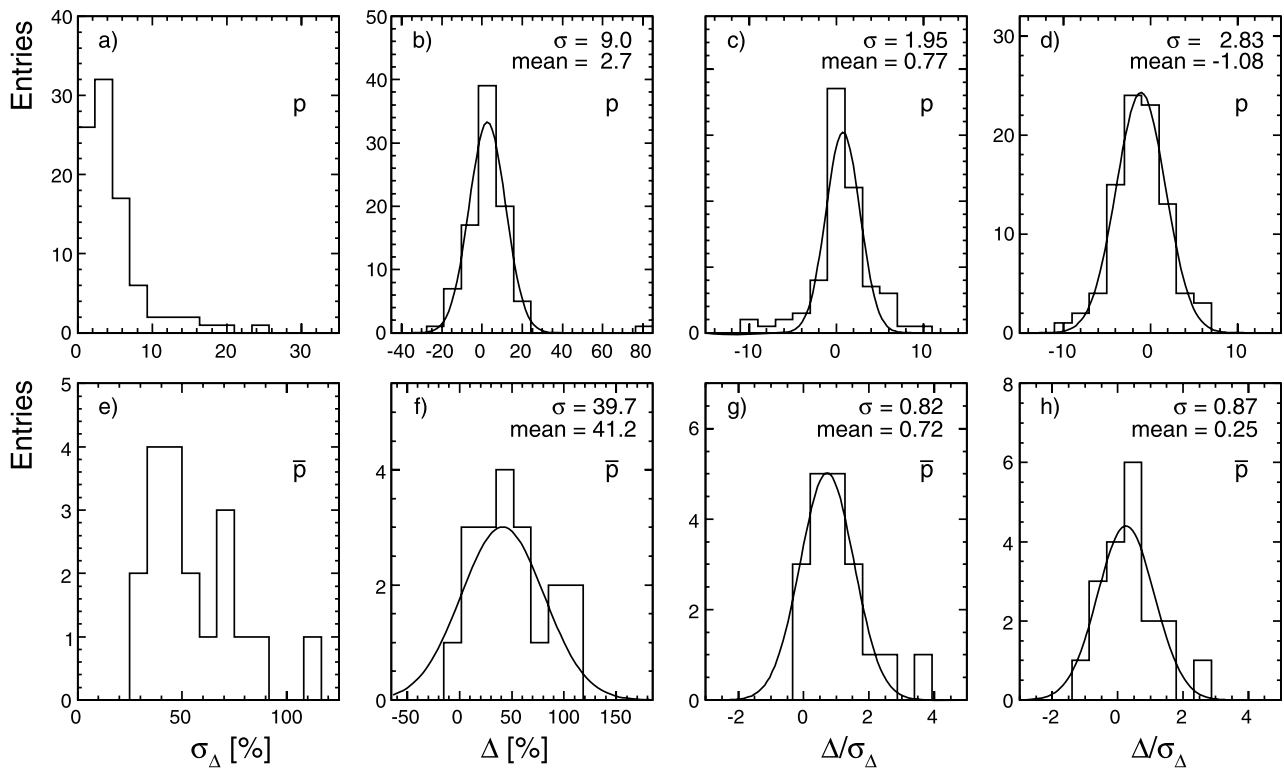 Entries
a)
p
40
30
20
10
0
0 10 20 30
b)
σ = 9.0
mean = 2.7
p
50
40
30
20
10
0
-40 -20 0 20 40 60 80
c)
σ = 1.95
mean = 0.77
p
0
-10 0 10
d)
σ = 2.83
mean = -1.08
p
30
20
10
0
-10 0 10
Entries
e)
p̅
5
4
3
2
1
0
0 50 100
σΔ [%]
f)
σ = 39.7
mean = 41.2
p̅
4
2
0
-50 0 50 100 150
Δ [%]
g)
σ = 0.82
mean = 0.72
p̅
6
4
2
0
-2 0 2 4
Δ/σΔ
h)
σ = 0.87
mean = 0.25
p̅
8
6
4
2
0
-2 0 2 4
Δ/σΔ